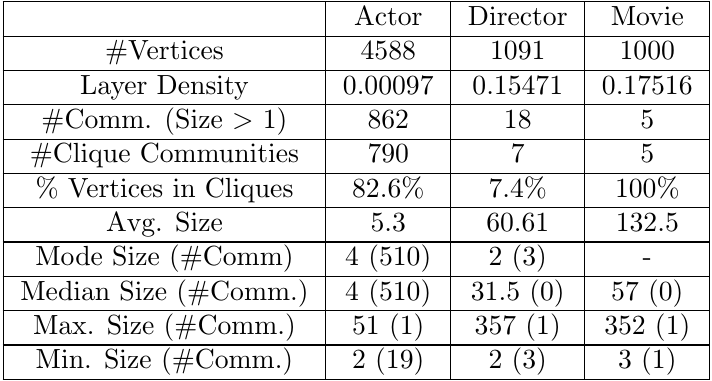 Actor Director Movie
#Vertices 4588 1091 1000
Layer Density 0.00097 0.15471 0.17516
#Comm. (Size > 1) 862 18 5
#Clique Communities 790 7 5
% Vertices in Cliques 82.6% 7.4% 100%
Avg. Size 5.3 60.61 132.5
Mode Size (#Comm) 4 (510) 2 (3) -
Median Size (#Comm.) 4 (510) 31.5 (0) 57 (0)
Max. Size (#Comm.) 51 (1) 357 (1) 352 (1)
Min. Size (#Comm.) 2 (19) 2 (3) 3 (1)